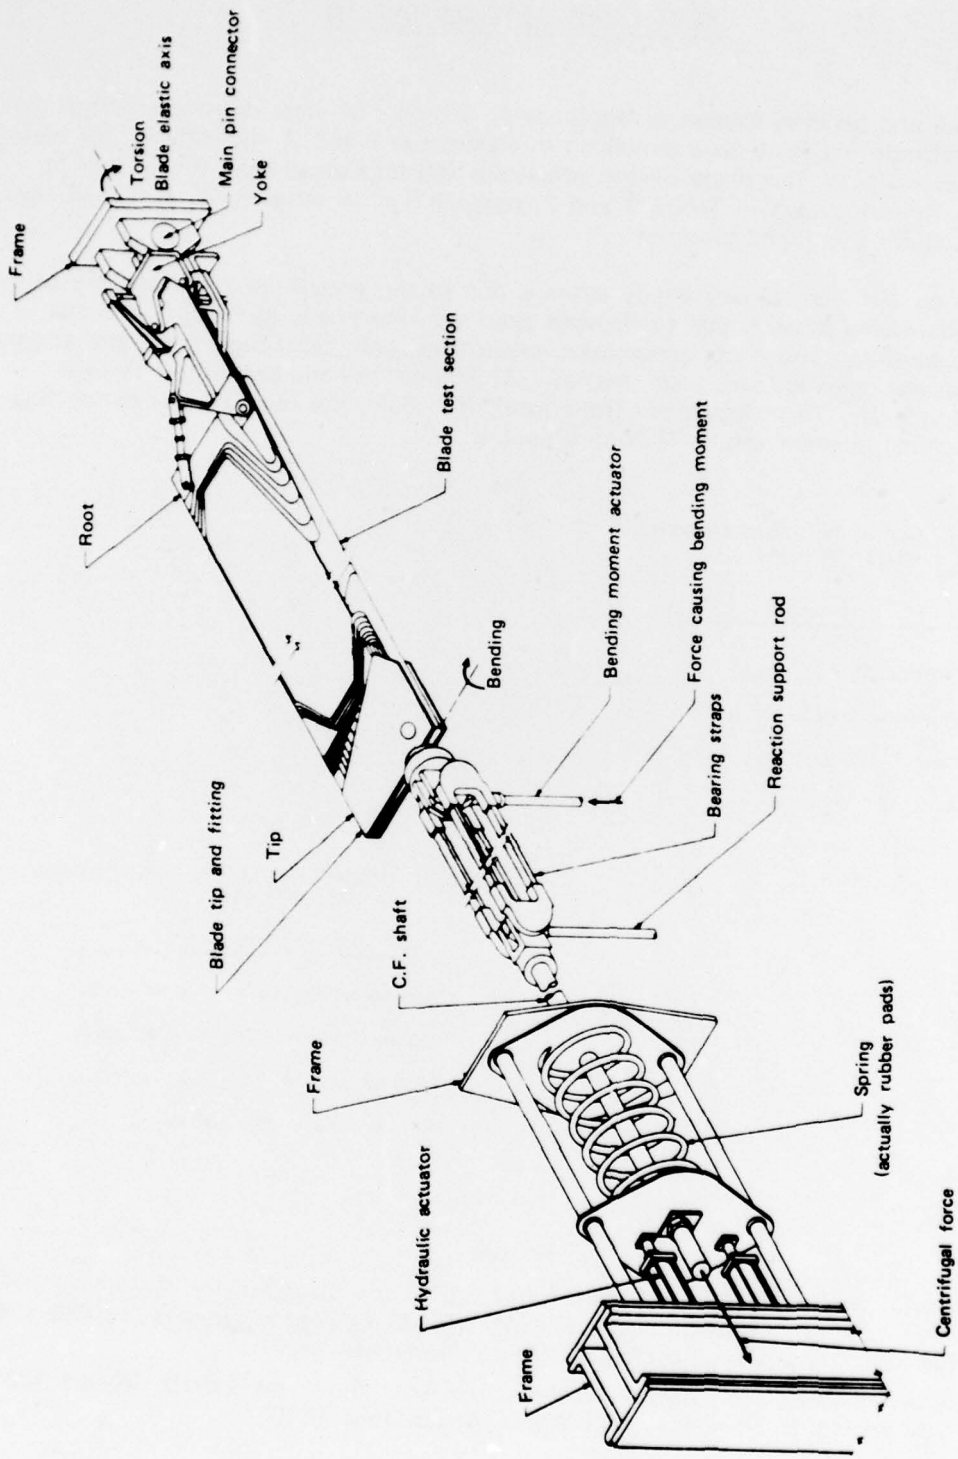 Frame
Torsion
Blade elastic axis
Main pin connector
Yoke
Root
Blade test section
Blade tip and fitting
Tip
Bending
Bending moment actuator
Force causing bending moment
Bearing straps
Reaction support rod
C.F. shaft
Frame
Hydraulic actuator
Spring
(actually rubber pads)
Frame
Centrifugal force